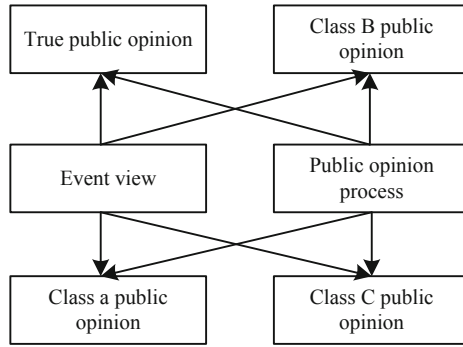 True public opinion
Class B public
opinion
Event view
Public opinion
process
Class a public
opinion
Class C public
opinion